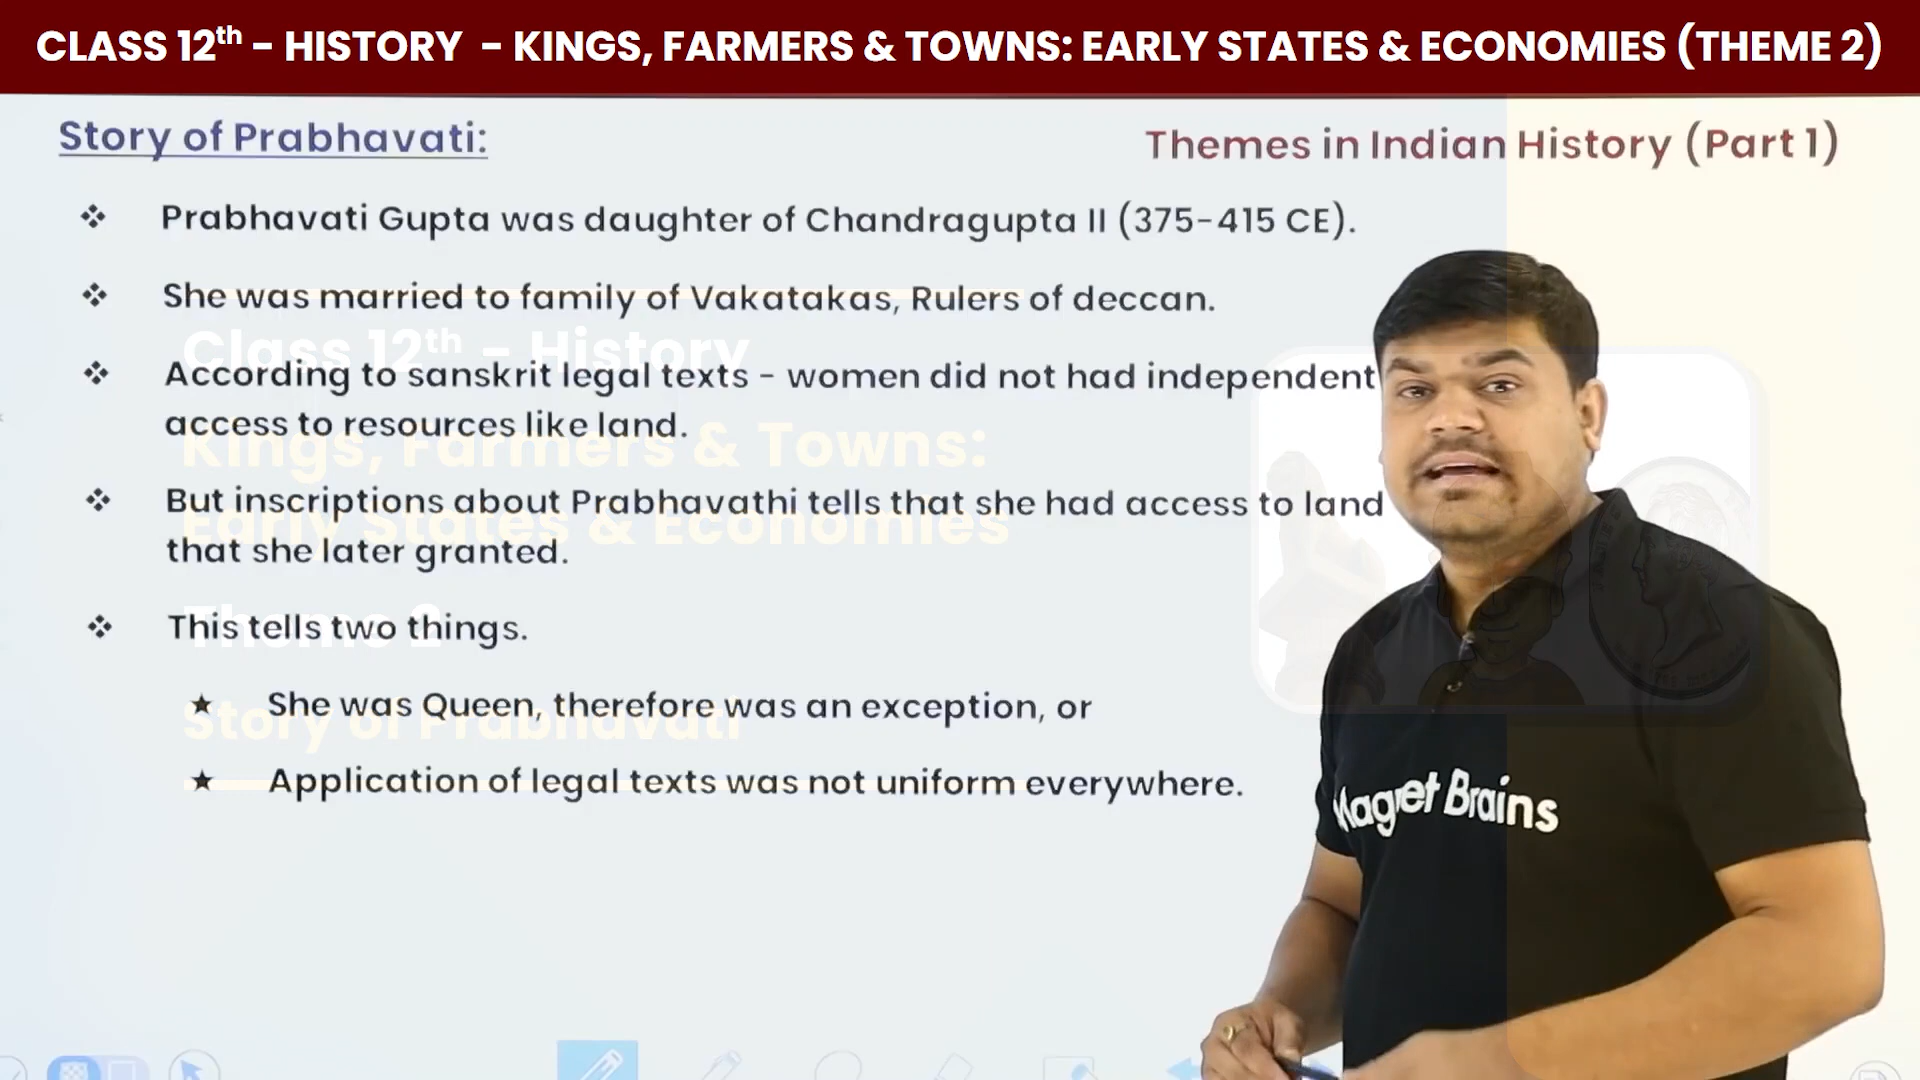 CLASS 12th – HISTORY – KINGS, FARMERS & TOWNS: EARLY STATES & ECONOMIES (THEME 2)
Story of Prabhavati:
Themes in Indian History (Part 1)
❖ Prabhavati Gupta was daughter of Chandragupta II (375-415 CE).
❖ She was married to family of Vakatakas, Rulers of deccan.
Class 12th - History
❖ According to sanskrit legal texts - women did not had independent
access to resources like land.
Kings, Farmers & Towns:
❖ But inscriptions about Prabhavathi tells that she had access to land
Early States & Economies
that she later granted.
❖ This tells two things.
Theme 2
★ She was Queen, therefore was an exception, or
Story of Prabhavati
★ Application of legal texts was not uniform everywhere.
Magnet Brains